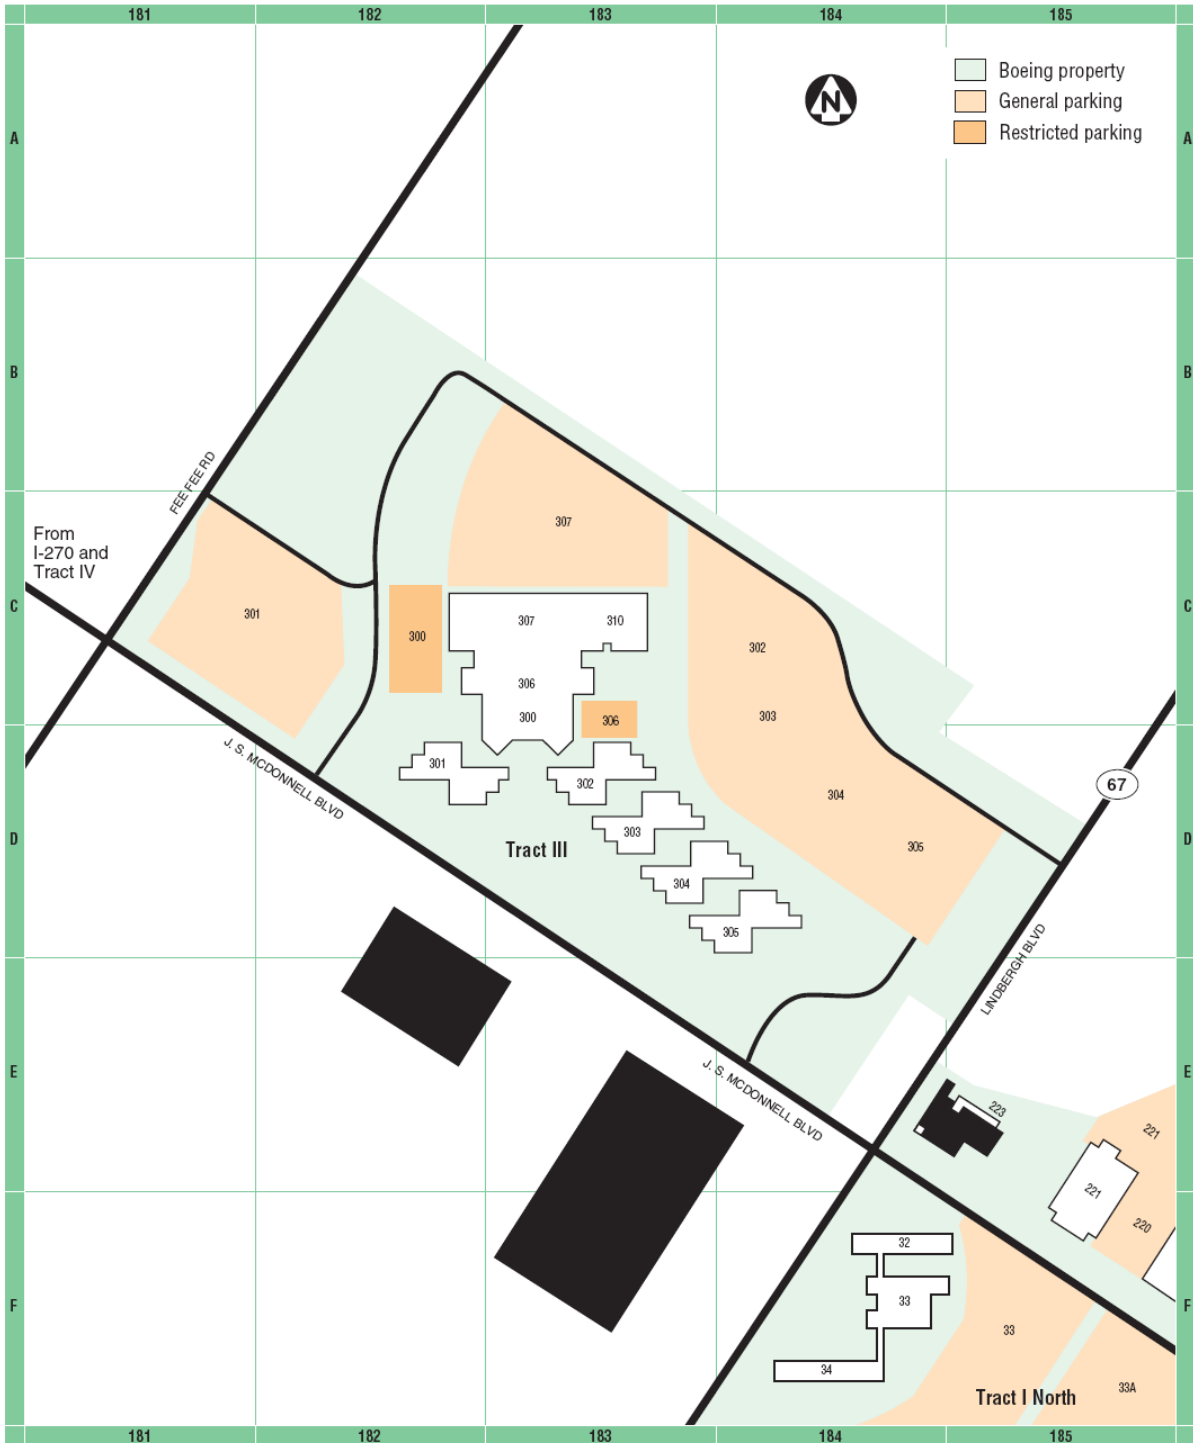 181 182 183 184 185
N
Boeing property
General parking
Restricted parking
A A
B B
FEE FEE RD
From
I-270 and
Tract IV
307
C C
301
300
307 310
302
306
303
300
306
J. S. MCDONNELL BLVD
301
302
67
304
303
D D
305
Tract III
304
305
LINDBERGH BLVD
E E
J. S. MCDONNELL BLVD
223
221
221
220
32
33
F F
33
34
33A
Tract I North
181 182 183 184 185